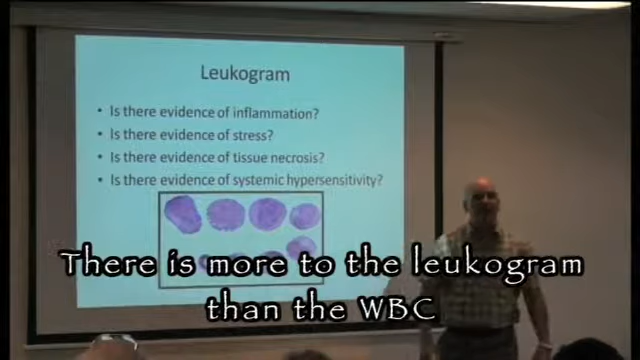 Leukogram
• Is there evidence of inflammation?
• Is there evidence of stress?
• Is there evidence of tissue necrosis?
• Is there evidence of systemic hypersensitivity?
There is more to the leukogram
than the WBC